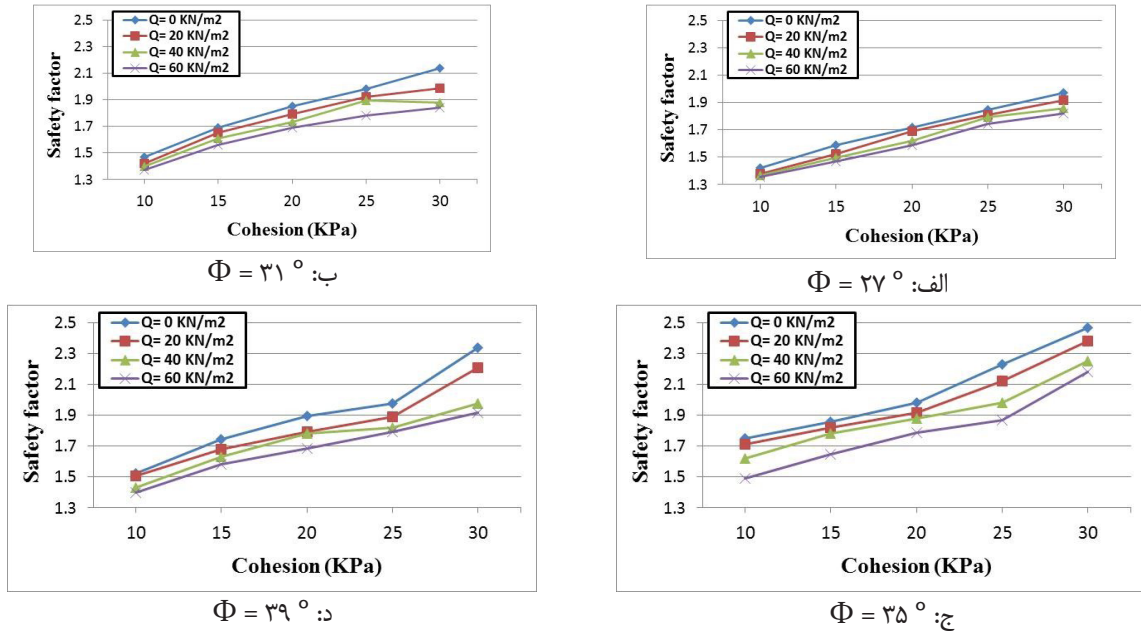 2.5
2.3
2.1
1.9
1.7
1.5
1.3
Safety factor
Q= 0 KN/m2
Q= 20 KN/m2
Q= 40 KN/m2
Q= 60 KN/m2
10 15 20 25 30
Cohesion (KPa)
الف: Φ = ۲۷ °
2.5
2.3
2.1
1.9
1.7
1.5
1.3
Safety factor
Q= 0 KN/m2
Q= 20 KN/m2
Q= 40 KN/m2
Q= 60 KN/m2
10 15 20 25 30
Cohesion (KPa)
ب: Φ = ۳۱ °
2.5
2.3
2.1
1.9
1.7
1.5
1.3
Safety factor
Q= 0 KN/m2
Q= 20 KN/m2
Q= 40 KN/m2
Q= 60 KN/m2
10 15 20 25 30
Cohesion (KPa)
ج: Φ = ۳۵ °
2.5
2.3
2.1
1.9
1.7
1.5
1.3
Safety factor
Q= 0 KN/m2
Q= 20 KN/m2
Q= 40 KN/m2
Q= 60 KN/m2
10 15 20 25 30
Cohesion (KPa)
د: Φ = ۳۹ °